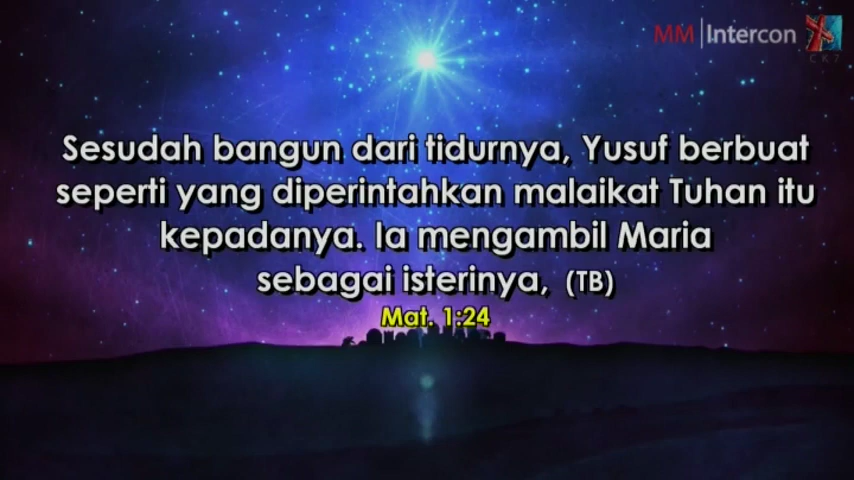 MM | Intercon
CK7
Sesudah bangun dari tidurnya, Yusuf berbuat
seperti yang diperintahkan malaikat Tuhan itu
kepadanya. Ia mengambil Maria
sebagai isterinya, (TB)
Mat. 1:24